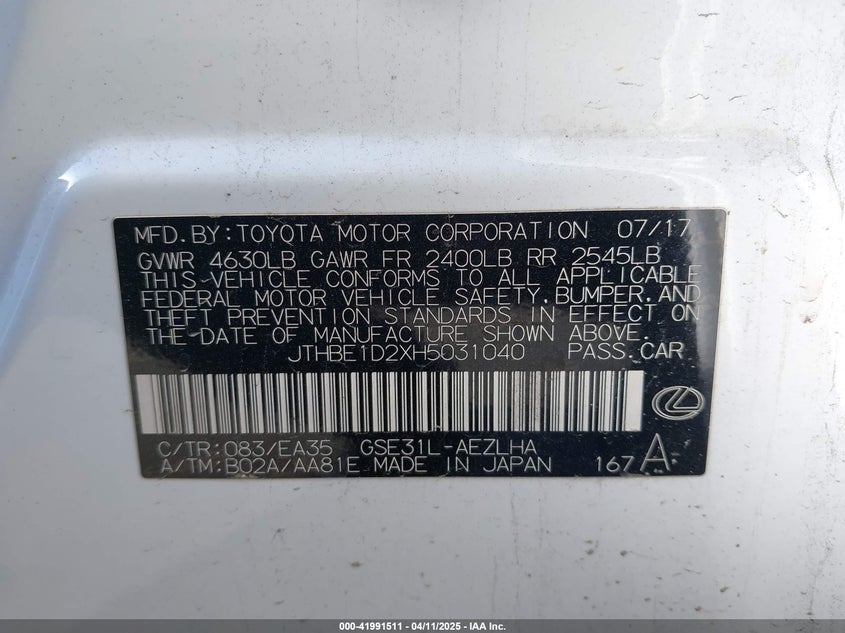 MFD.BY:TOYOTA MOTOR CORPORATION 07/17
GVWR 4630LB GAWR FR 2400LB RR 2545LB
THIS VEHICLE CONFORMS TO ALL APPLICABLE
FEDERAL MOTOR VEHICLE SAFETY,BUMPER,AND
THEFT PREVENTION STANDARDS IN EFFECT ON
THE DATE OF MANUFACTURE SHOWN ABOVE.
JTHBE1D2XH5031040 PASS.CAR
C/TR:083/EA35 GSE31L-AEZLHA
A/TM:B02A/AA81E MADE IN JAPAN 167 A-
000-41991511 - 04/11/2025 - IAA Inc.